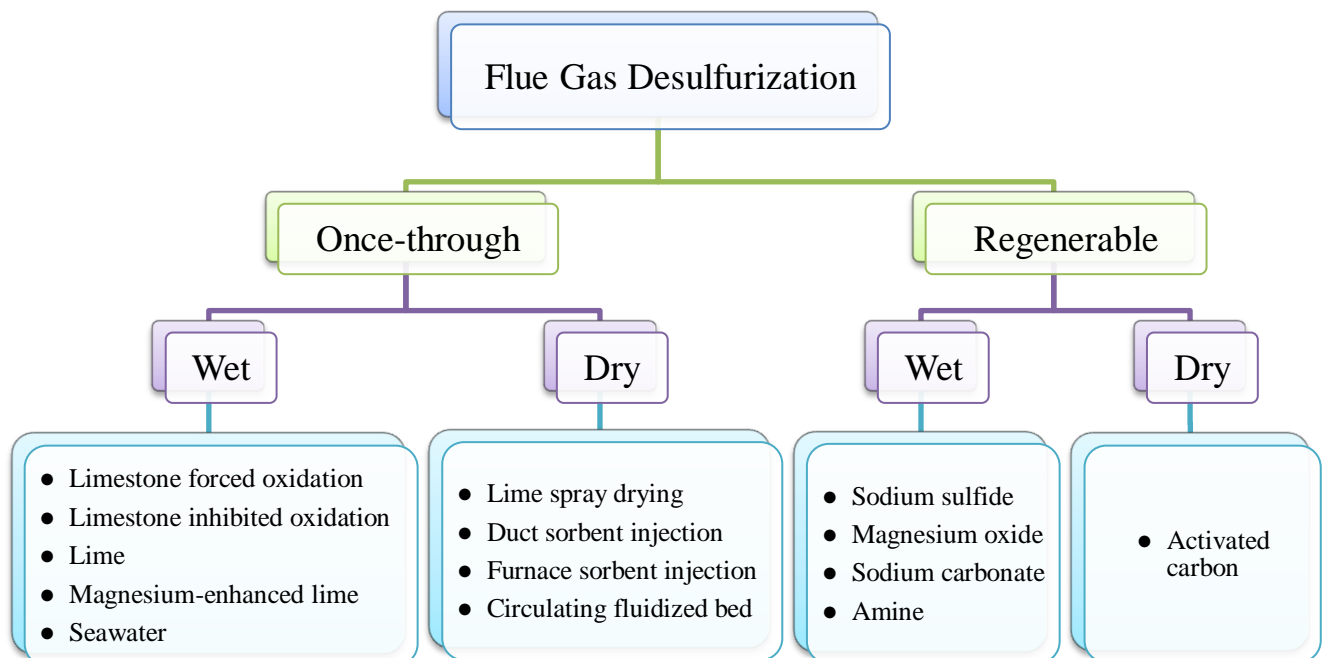 Flue Gas Desulfurization
Once-through
Regenerable
Wet
Dry
Wet
Dry
● Limestone forced oxidation
● Limestone inhibited oxidation
● Lime
● Magnesium-enhanced lime
● Seawater
● Lime spray drying
● Duct sorbent injection
● Furnace sorbent injection
● Circulating fluidized bed
● Sodium sulfide
● Magnesium oxide
● Sodium carbonate
● Amine
● Activated
carbon